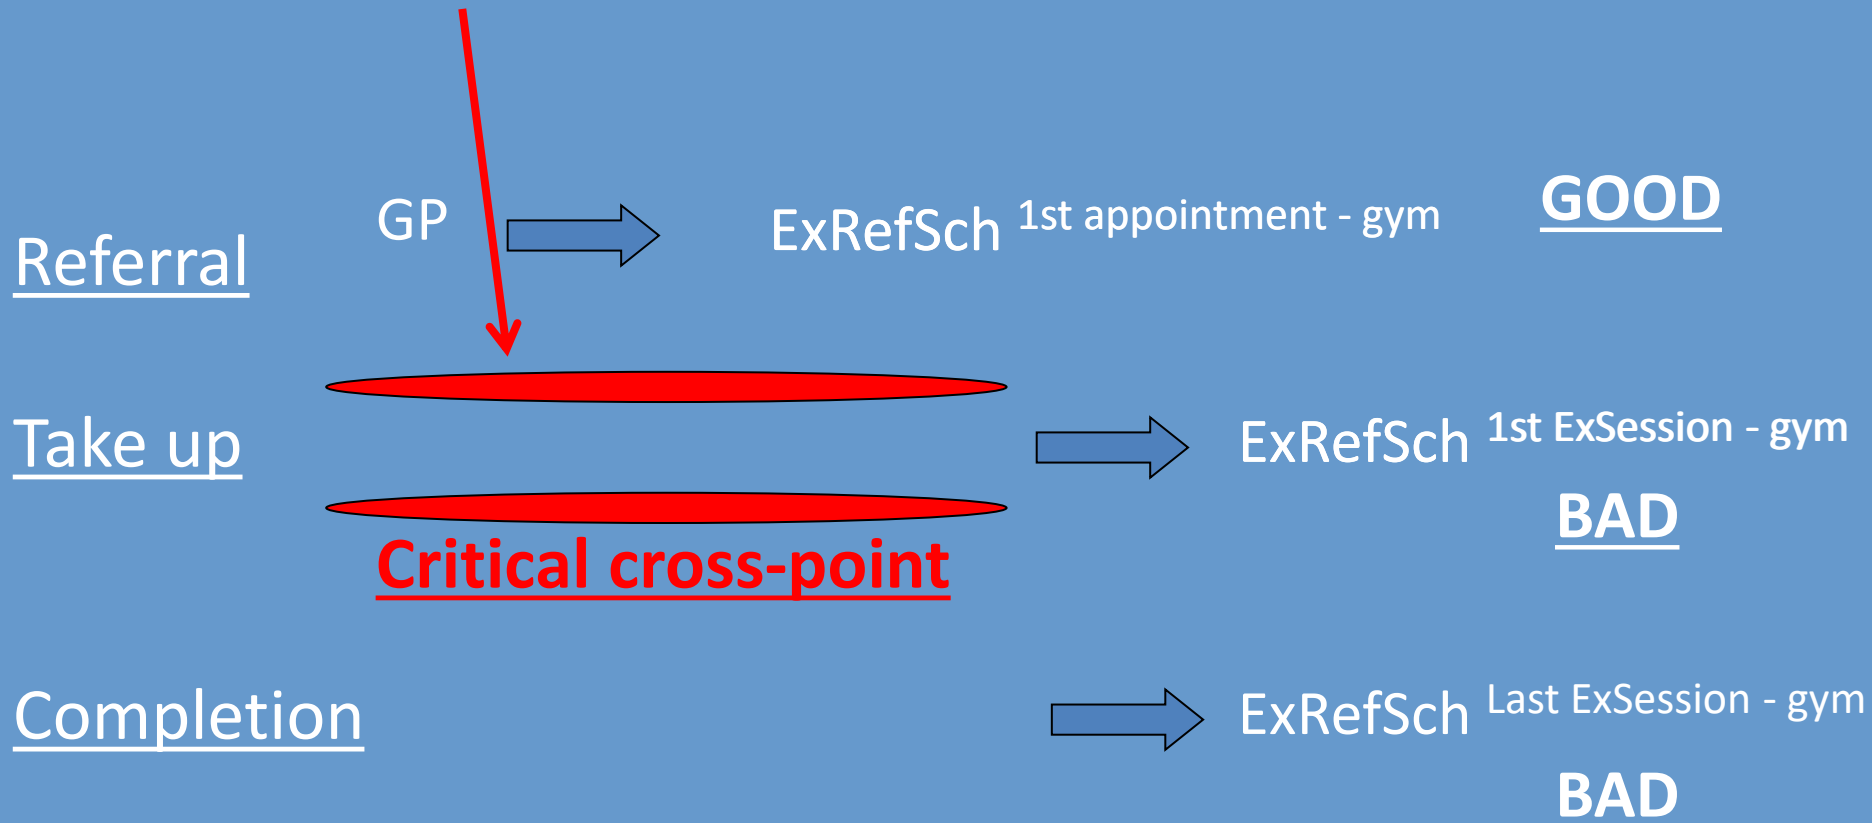 GP
ExRefSch 1st appointment - gym
GOOD
Referral
Take up
ExRefSch 1st ExSession - gym
BAD
Critical cross-point
Completion
ExRefSch Last ExSession - gym
BAD